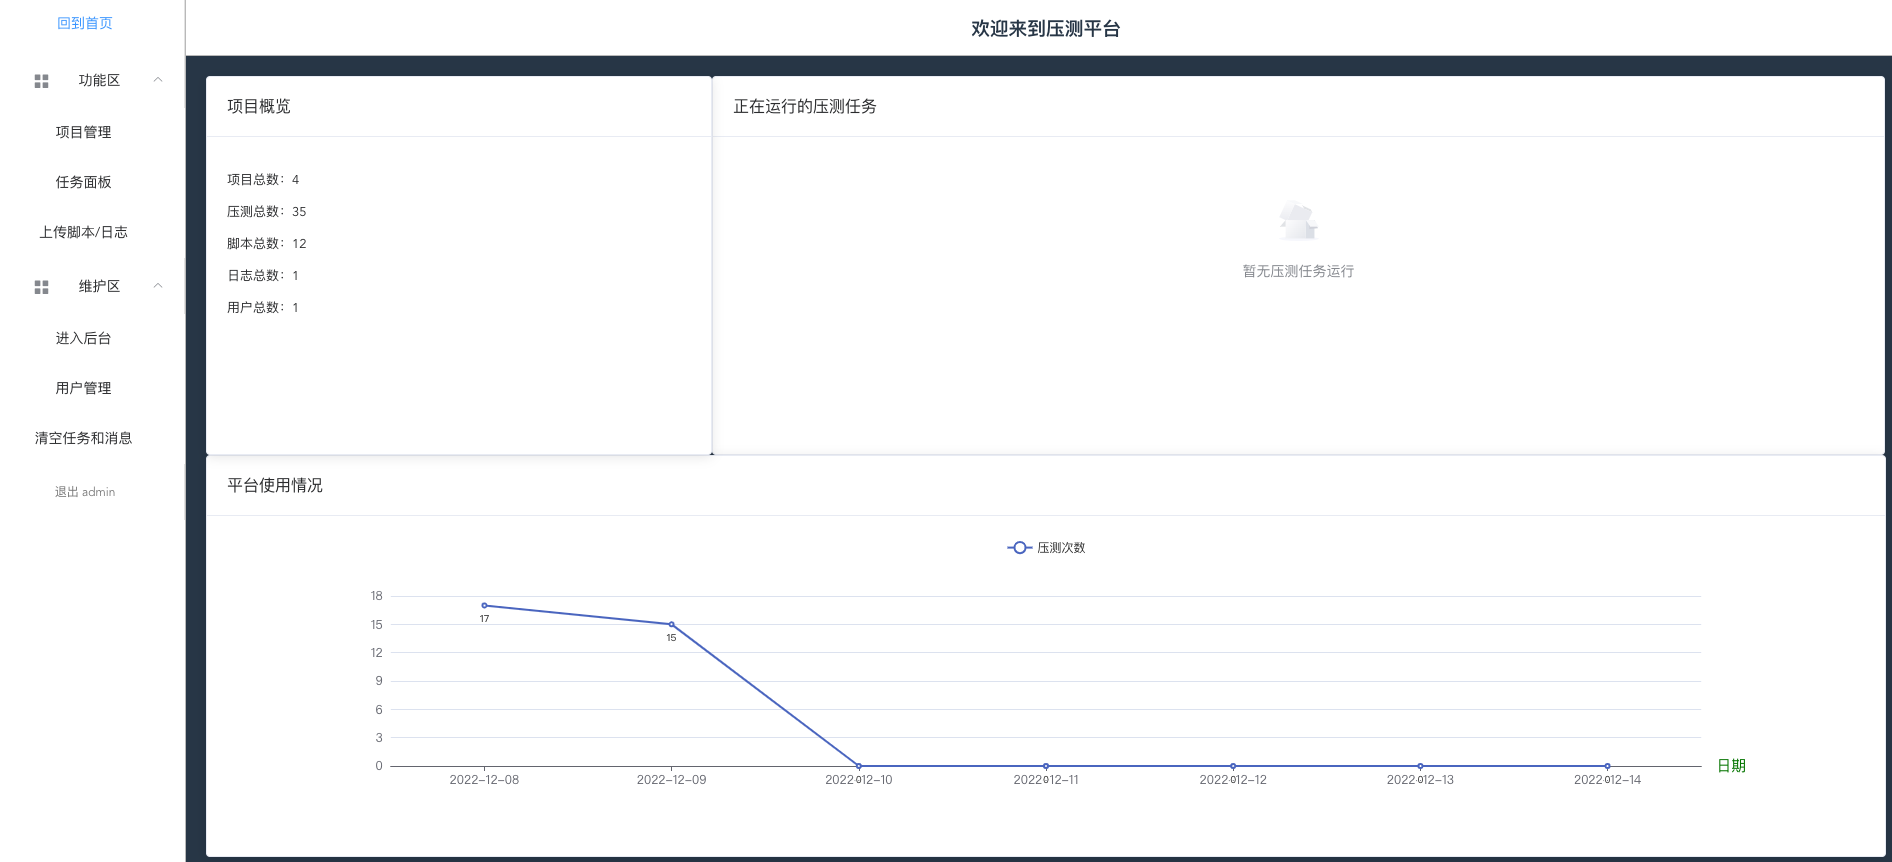 回到首页
功能区
项目管理
任务面板
上传脚本/日志
维护区
进入后台
用户管理
清空任务和消息
退出 admin
欢迎来到压测平台
项目概览
项目总数：4
压测总数：35
脚本总数：12
日志总数：1
用户总数：1
正在运行的压测任务
暂无压测任务运行
平台使用情况
压测次数
18
15
12
9
6
3
0
17
15
0
0
0
0
0
2022-12-08
2022-12-09
2022-12-10
2022-12-11
2022-12-12
2022-12-13
2022-12-14
日期